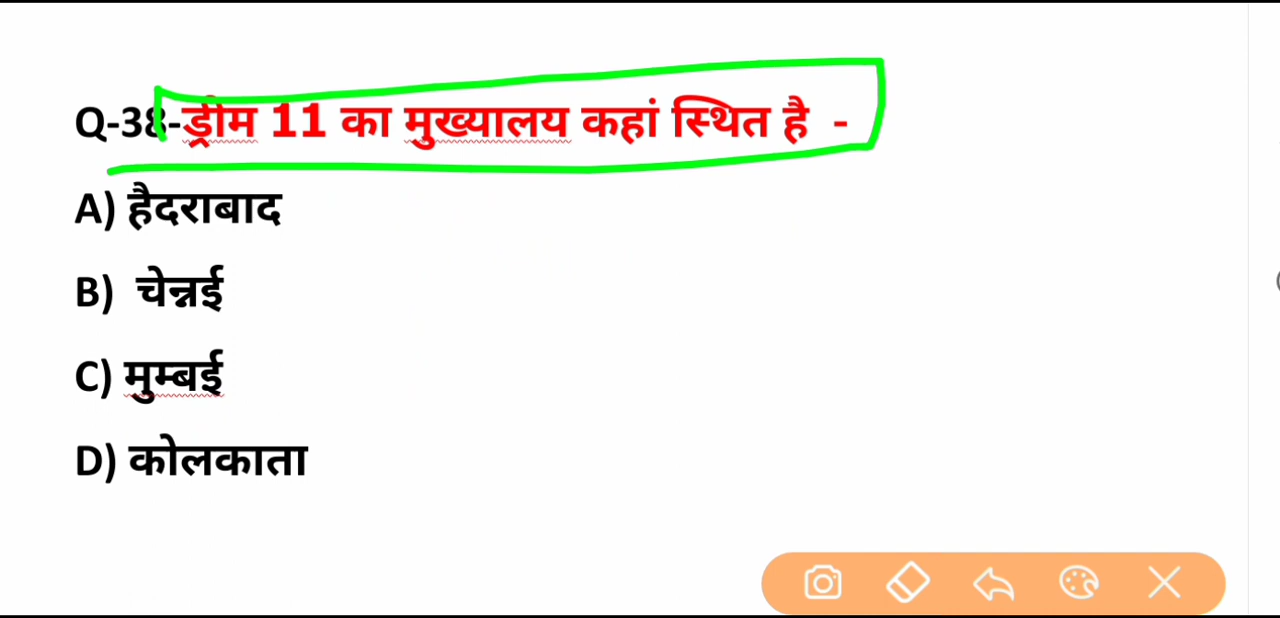 Q-38-ड्रीम 11 का मुख्यालय कहां स्थित है -
A) हैदराबाद
B) चेन्नई
C) मुम्बई
D) कोलकाता